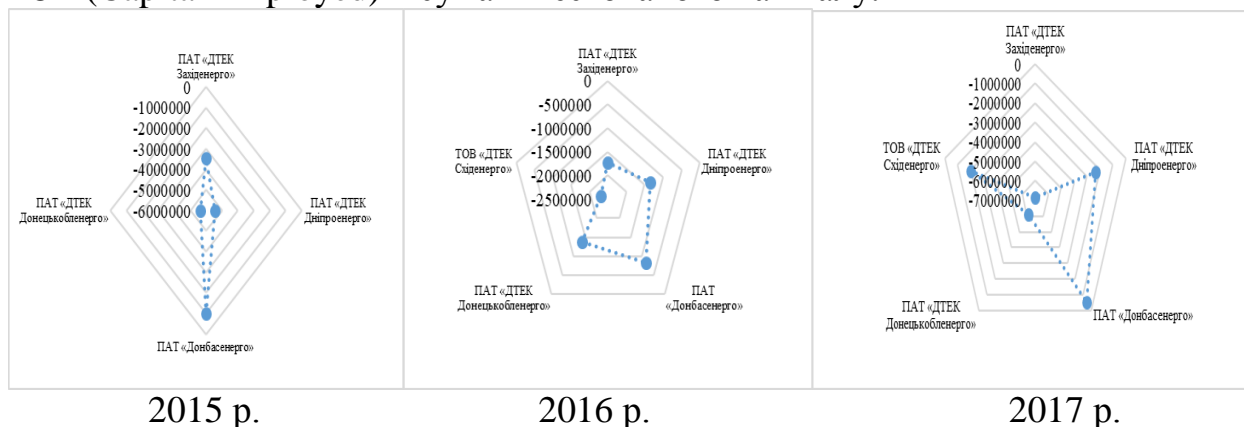 (Capital
ПАТ «ДТЕК
Західенерго»
0
-1000000
-2000000
-3000000
-4000000
-5000000
-6000000
ПАТ «ДТЕК
Донецькобленерго»
ПАТ «ДТЕК
Дніпроенерго»
ПАТ «Донбасенерго»
2015 р.
ПАТ «ДТЕК
Західенерго»
0
-500000
-1000000
-1500000
-2000000
-2500000
ТОВ «ДТЕК
Східенерго»
ПАТ «ДТЕК
Дніпроенерго»
ПАТ «ДТЕК
Донецькобленерго»
ПАТ
«Донбасенерго»
2016 р.
ПАТ «ДТЕК
Західенерго»
0
-1000000
-2000000
-3000000
-4000000
-5000000
-6000000
-7000000
ТОВ «ДТЕК
Східенерго»
ПАТ «ДТЕК
Дніпроенерго»
ПАТ «ДТЕК
Донецькобленерго»
ПАТ «Донбасенерго»
2017 р.